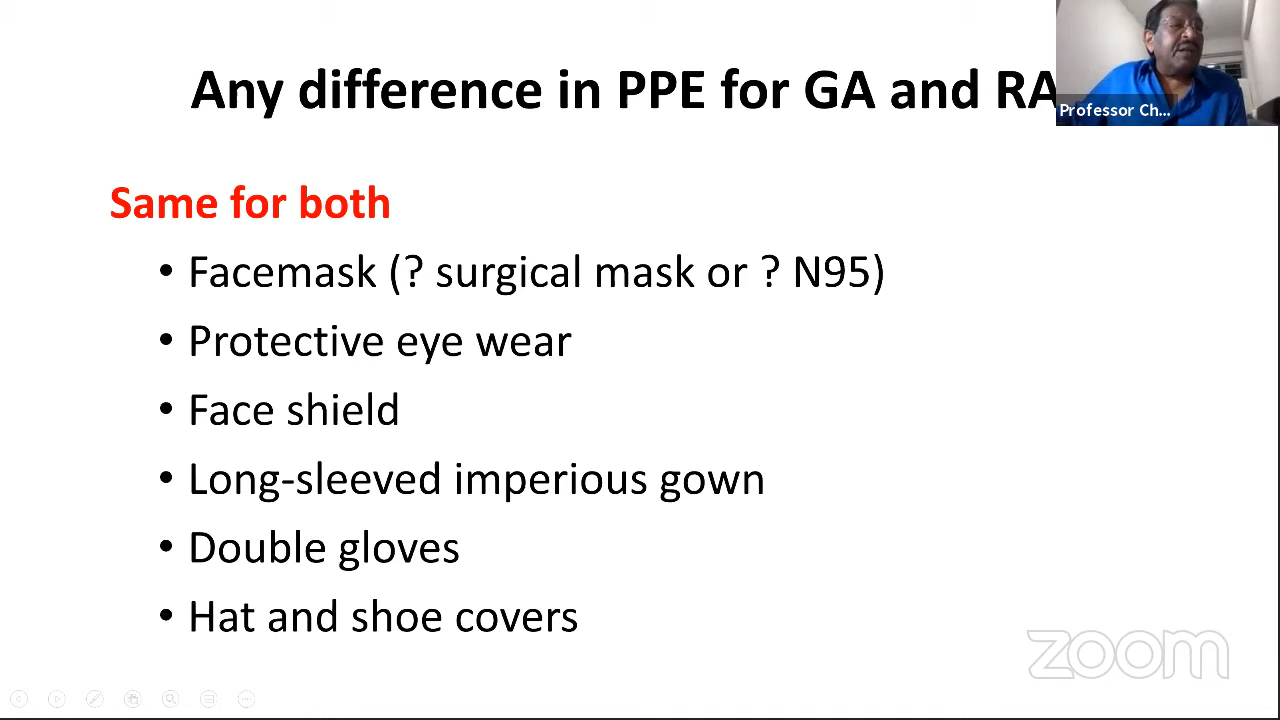 Any difference in PPE for GA and RA
Professor Ch...
Same for both
• Facemask (? surgical mask or ? N95)
• Protective eye wear
• Face shield
• Long-sleeved imperious gown
• Double gloves
• Hat and shoe covers
zoom